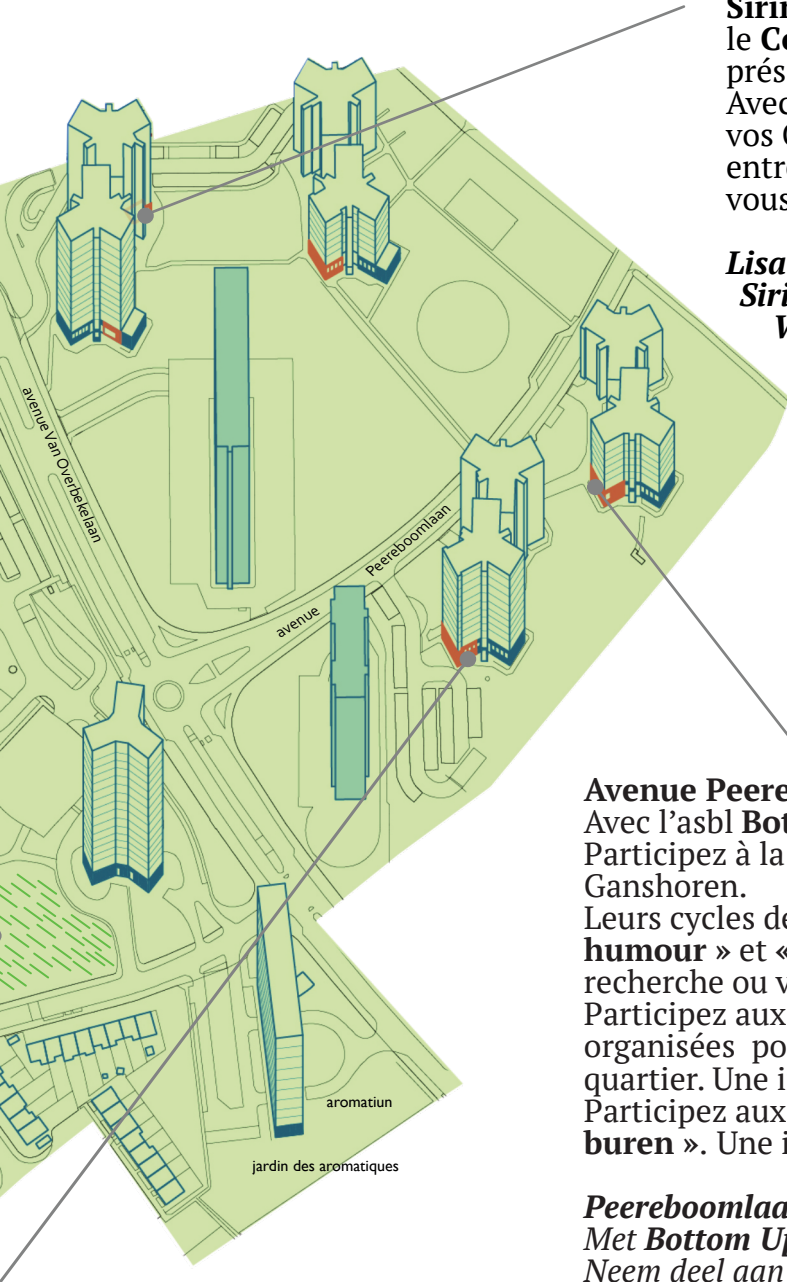 Sirin
le Co
prés
Avec
vos
entre
vous
Lisa
Siri
avenue Van Overbekelaan
avenue Peereboomlaan
Avenue Peere
Avec l’asbl Bot
Participez à la
Ganshoren.
Leurs cycles de
humour » et «
recherche ou v
Participez aux
organisées po
quartier. Une i
Participez aux
buren ». Une i
Peereboomlaa
Met Bottom Up
Neem deel aan
aromatiun
jardin des aromatiques